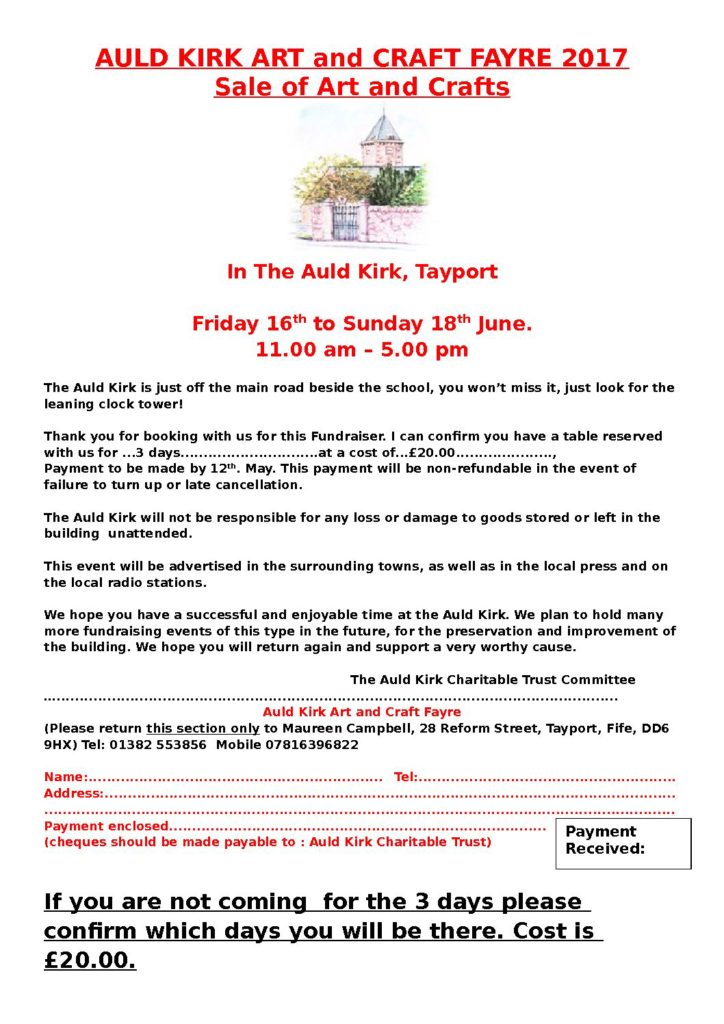 AULD KIRK ART and CRAFT FAYRE 2017
Sale of Art and Crafts
In The Auld Kirk, Tayport
Friday 16th to Sunday 18th June.
11.00 am – 5.00 pm
The Auld Kirk is just off the main road beside the school, you won’t miss it, just look for the
leaning clock tower!
Thank you for booking with us for this Fundraiser. I can confirm you have a table reserved
with us for ...3 days..............................at a cost of...£20.00.....................,
Payment to be made by 12th. May. This payment will be non-refundable in the event of
failure to turn up or late cancellation.
The Auld Kirk will not be responsible for any loss or damage to goods stored or left in the
building  unattended.
This event will be advertised in the surrounding towns, as well as in the local press and on
the local radio stations.
We hope you have a successful and enjoyable time at the Auld Kirk. We plan to hold many
more fundraising events of this type in the future, for the preservation and improvement of
the building. We hope you will return again and support a very worthy cause.
The Auld Kirk Charitable Trust Committee
.............................................................................................................................
Auld Kirk Art and Craft Fayre
(Please return this section only to Maureen Campbell, 28 Reform Street, Tayport, Fife, DD6
9HX) Tel: 01382 553856  Mobile 07816396822
Name:................................................................  Tel:........................................................
Address:............................................................................................................................
.........................................................................................................................................
Payment enclosed..................................................................................
(cheques should be made payable to : Auld Kirk Charitable Trust)
Payment
Received:
If you are not coming  for the 3 days please
confirm which days you will be there. Cost is
£20.00.